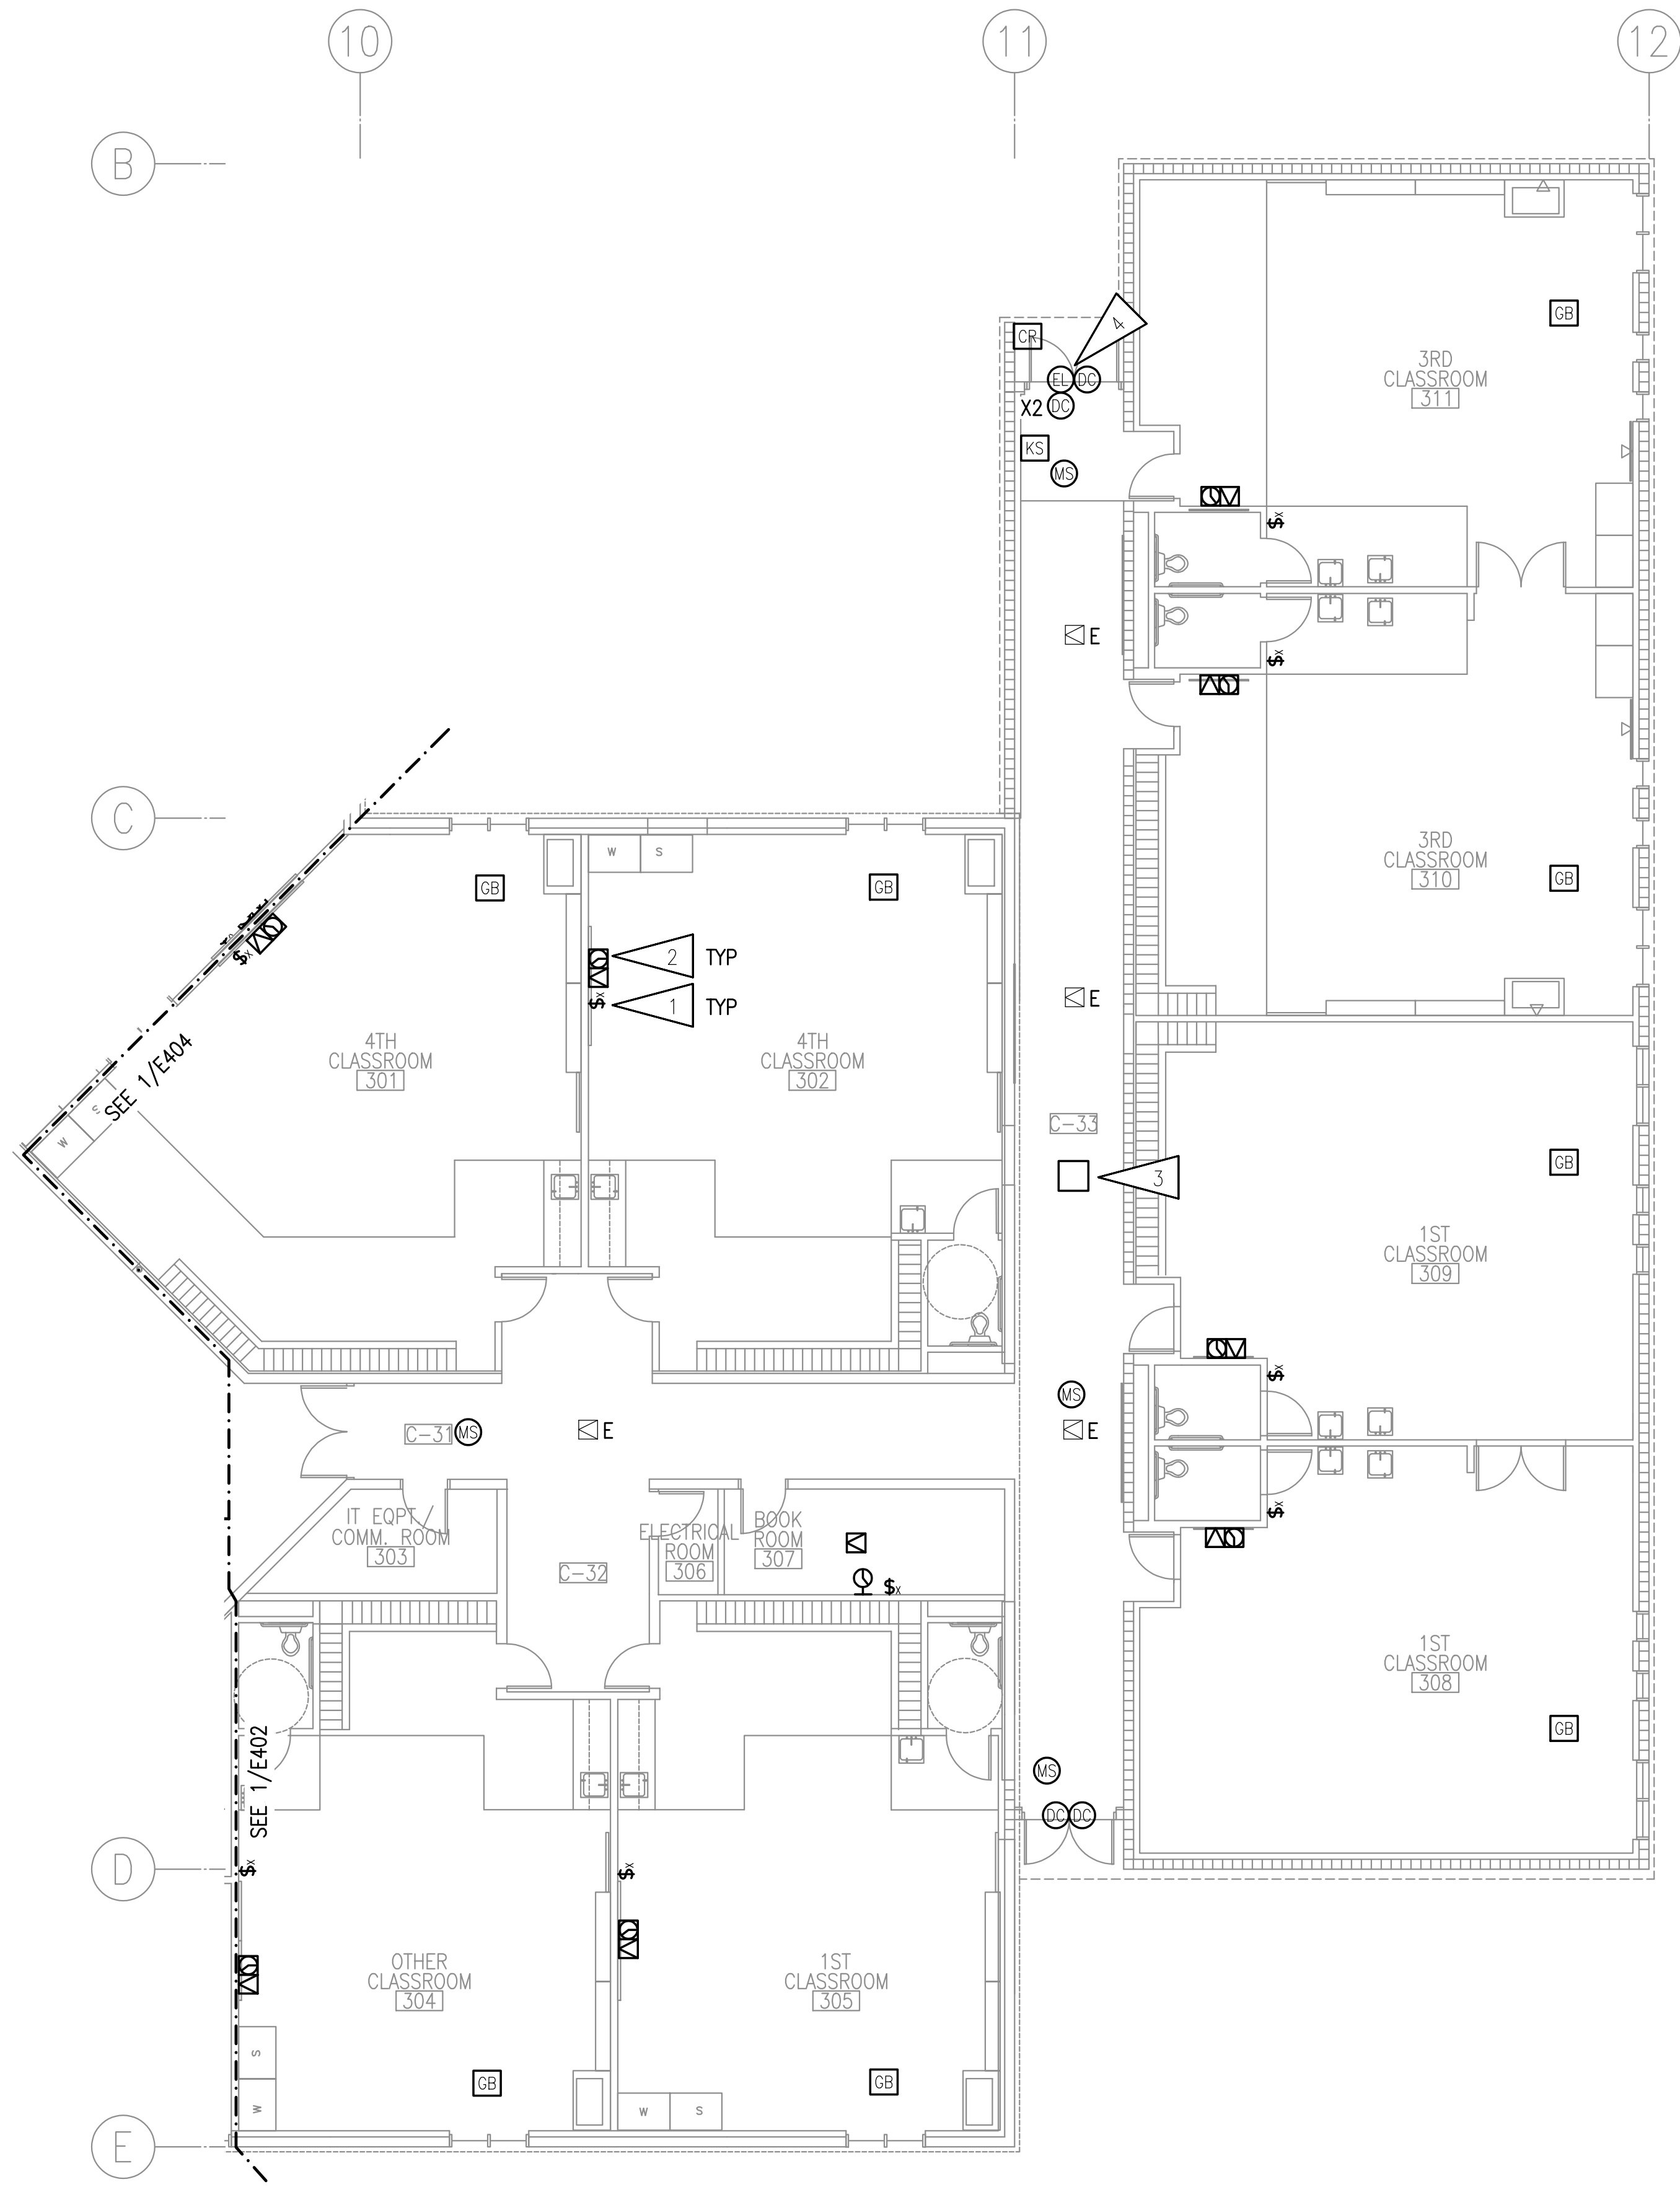 10
11
12
B
C
D
E
CR
4
EL
DC
X2
DC
KS
MS
GB
3RD
CLASSROOM
311
$x
E
$x
3RD
CLASSROOM
310
GB
E
GB
W
S
GB
2
TYP
$x
1
TYP
$x
SEE 1/E404
4TH
CLASSROOM
301
4TH
CLASSROOM
302
S
W
C-33
3
GB
1ST
CLASSROOM
309
$x
MS
E
C-31
MS
E
IT EQPT /
COMM. ROOM
303
ELECTRICAL
ROOM
306
BOOK
ROOM
307
C-32
$x
$x
1ST
CLASSROOM
308
GB
MS
DC
DC
SEE 1/E402
$x
$x
OTHER
CLASSROOM
304
1ST
CLASSROOM
305
S
W
GB
W
S
GB